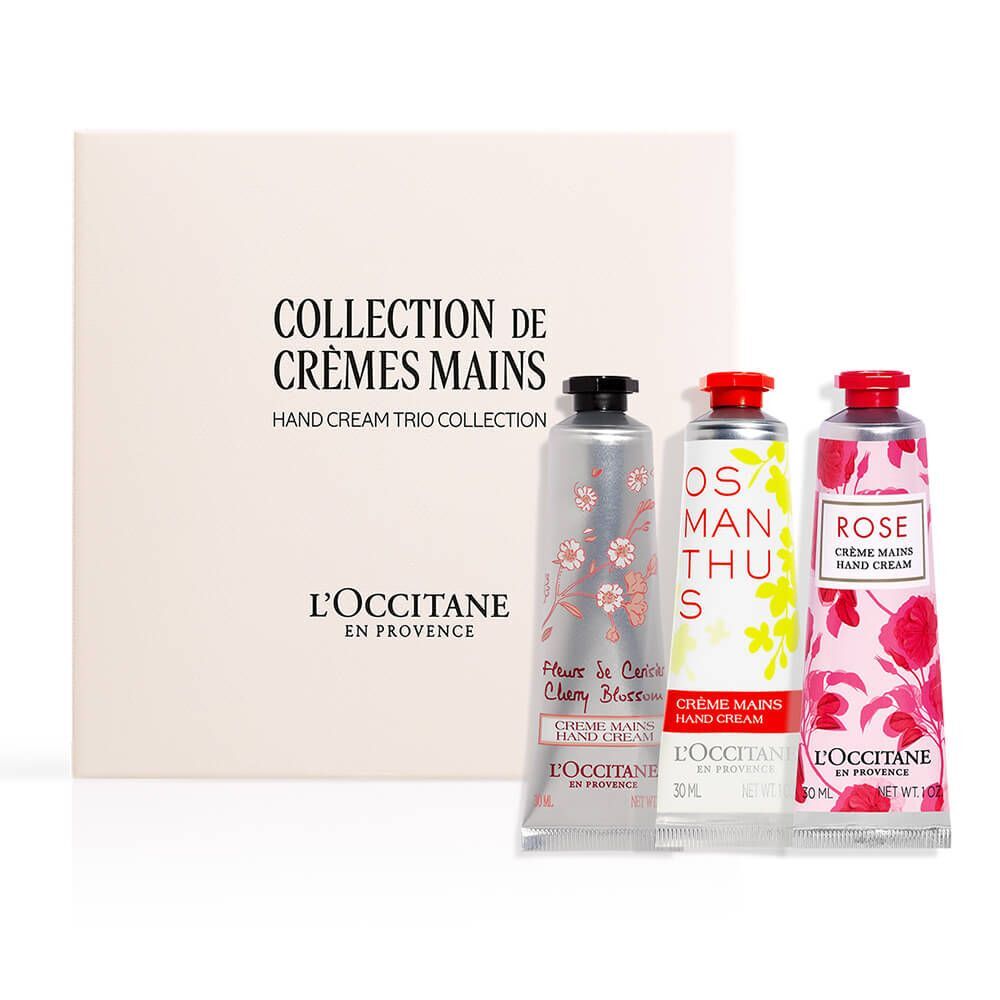 COLLECTION DE
CRÈMES MAINS
HAND CREAM TRIO COLLECTION
L'OCCITANE
EN PROVENCE
Fleurs de Cerisier
Cherry Blossom
CREME MAINS
HAND CREAM
L'OCCITANE
EN PROVENCE
30 ML NET W
OS
MAN
THU
S
CRÈME MAINS
HAND CREAM
L'OCCITANE
EN PROVENCE
30 ML NET WT. 1 O
ROSE
CRÈME MAINS
HAND CREAM
L'OCCITANE
EN PROVENCE
30 ML NET WT. 1 OZ.